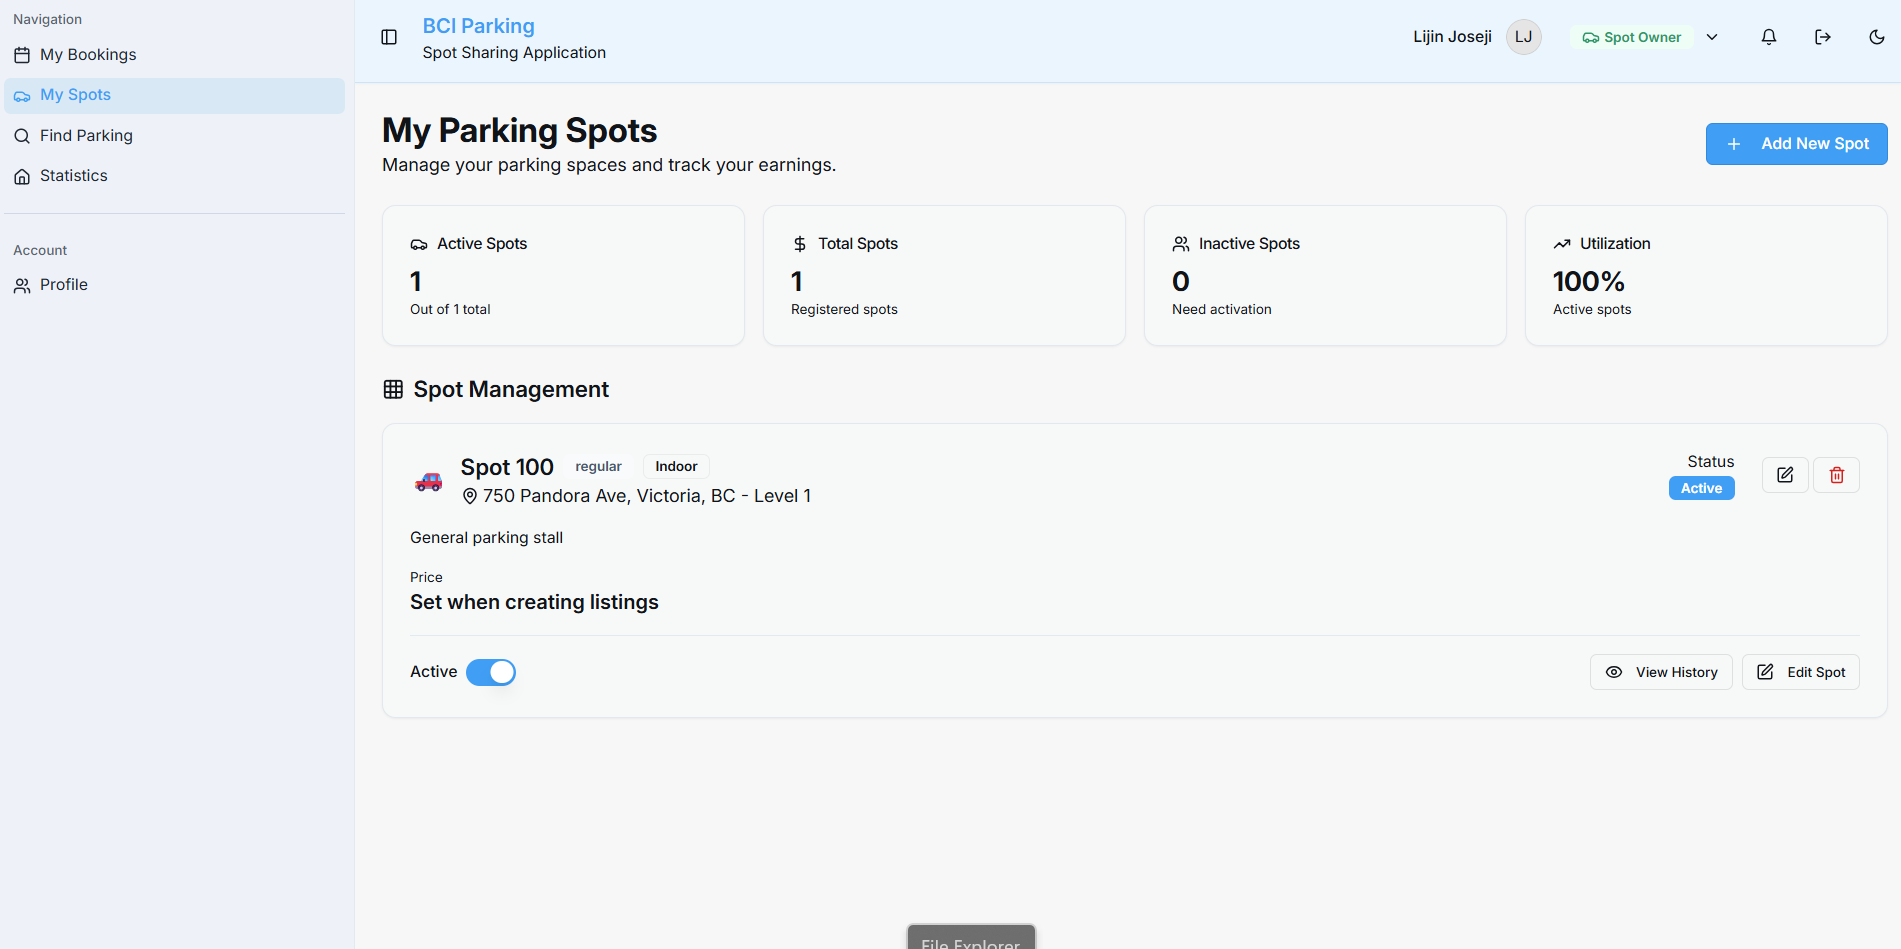 Navigation
My Bookings
My Spots
Find Parking
Statistics
Account
Profile
BCI Parking
Spot Sharing Application
Lijin Joseji
LJ
Spot Owner
My Parking Spots
Manage your parking spaces and track your earnings.
Add New Spot
Active Spots
1
Out of 1 total
Total Spots
1
Registered spots
Inactive Spots
0
Need activation
Utilization
100%
Active spots
Spot Management
Spot 100 regular Indoor
750 Pandora Ave, Victoria, BC - Level 1
Status
Active
General parking stall
Price
Set when creating listings
Active
View History
Edit Spot
File Explorer